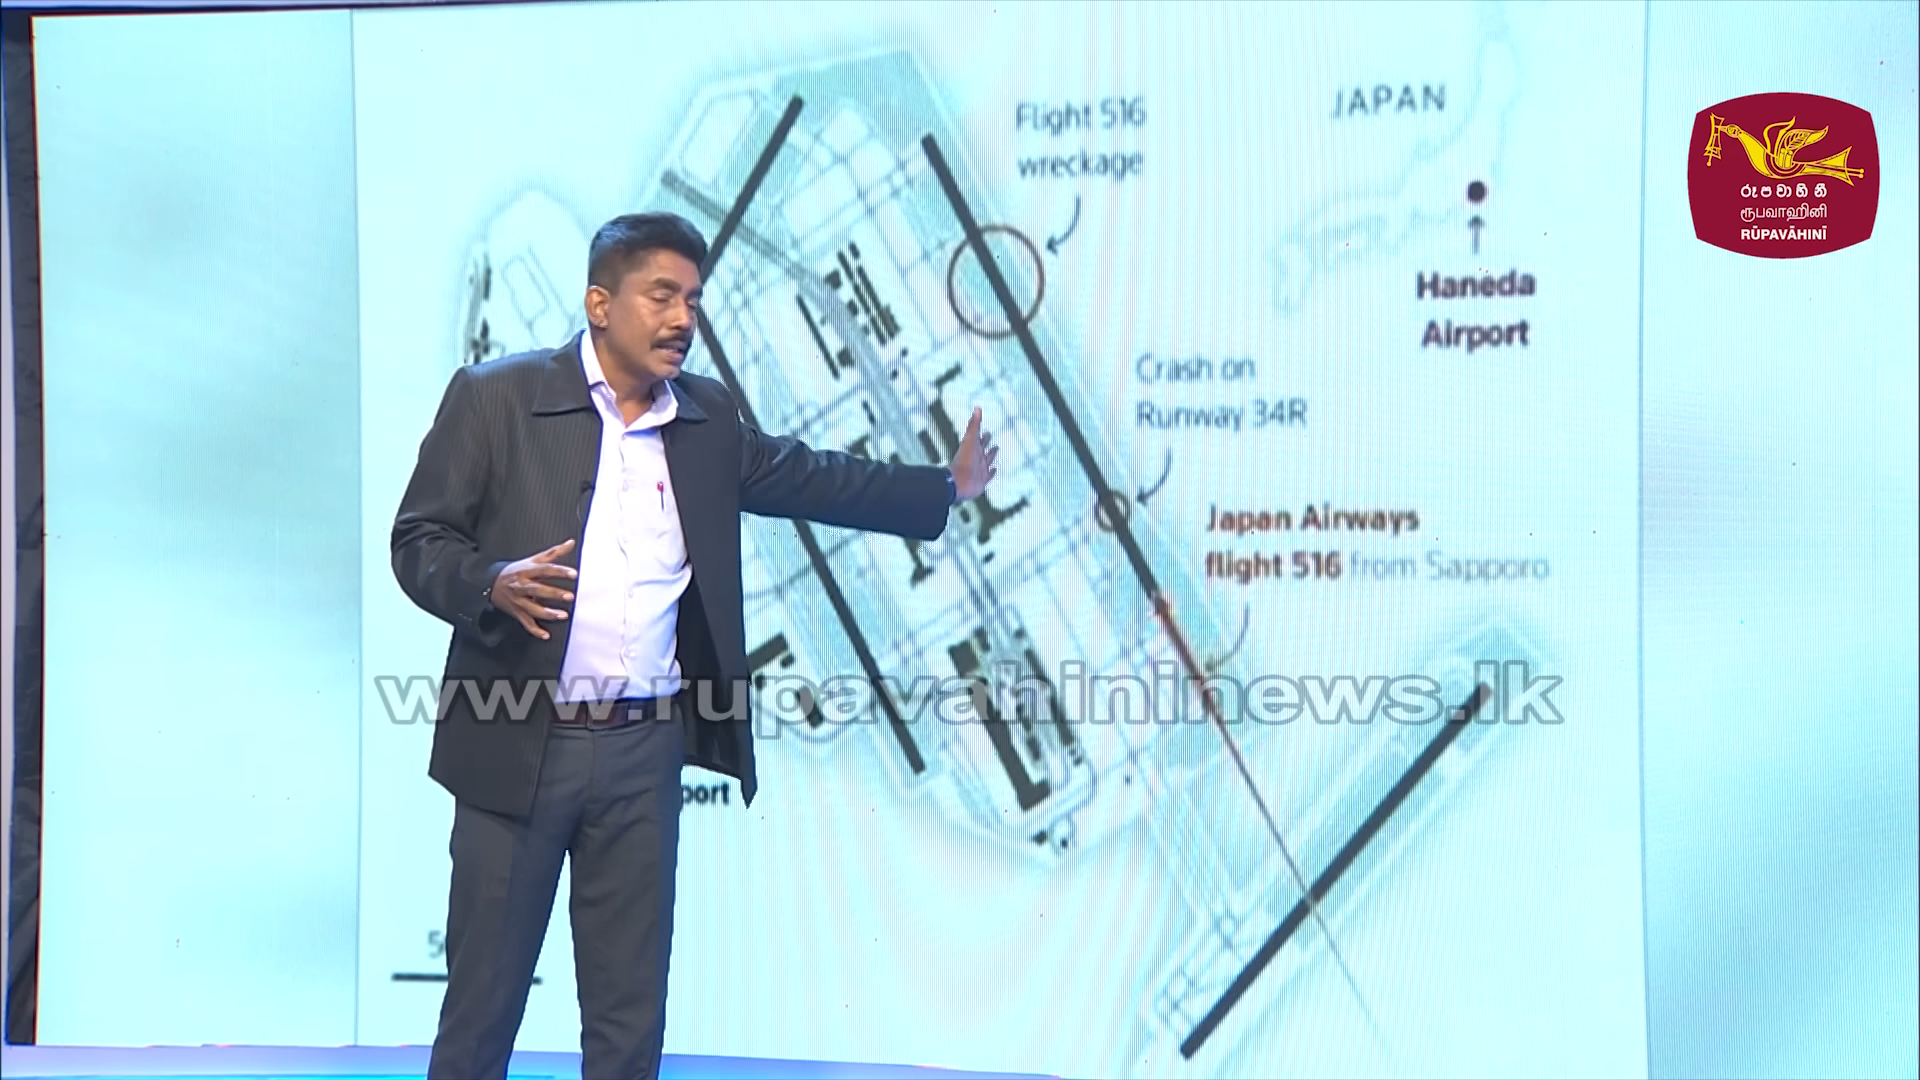 Flight 516
wreckage
JAPAN
Haneda
Airport
Crash on
Runway 34R
Japan Airways
flight 516 from Sapporo
රූපවාහිනී
ரூபவாஹினி
RŪPAVĀHINĪ
www.rupavahininews.lk